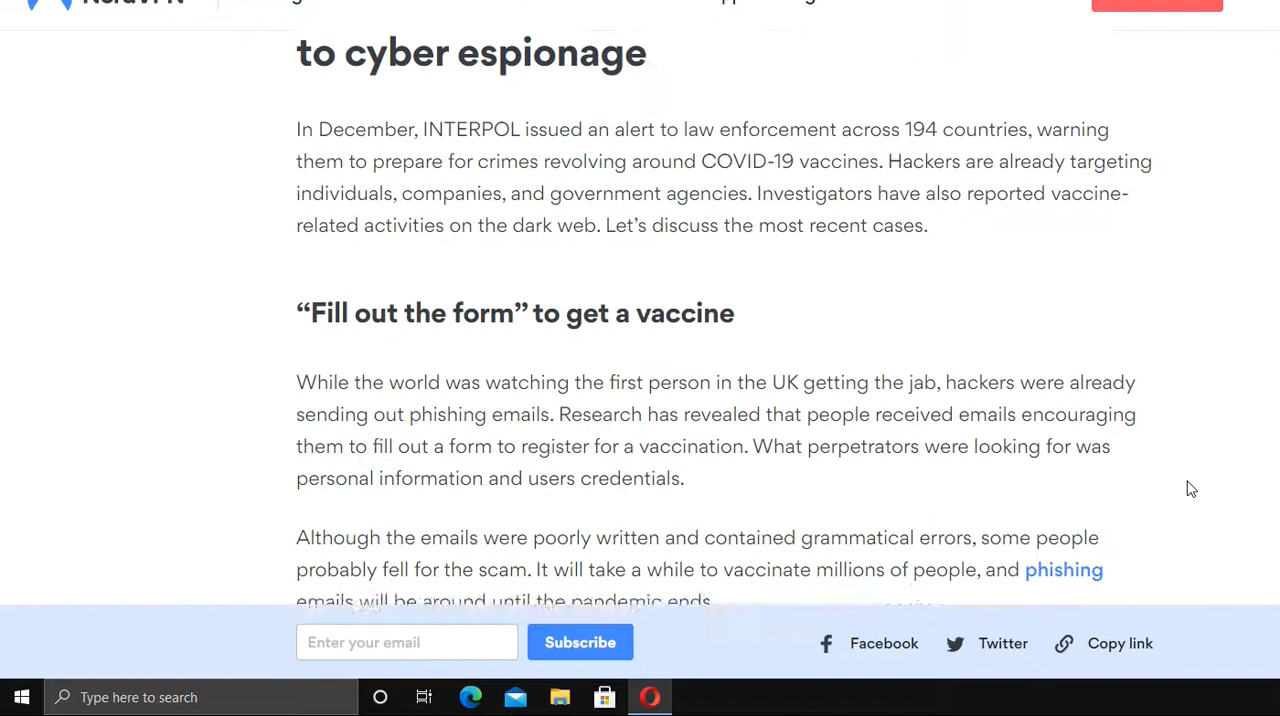 to cyber espionage
In December, INTERPOL issued an alert to law enforcement across 194 countries, warning
them to prepare for crimes revolving around COVID-19 vaccines. Hackers are already targeting
individuals, companies, and government agencies. Investigators have also reported vaccine-
related activities on the dark web. Let’s discuss the most recent cases.
“Fill out the form” to get a vaccine
While the world was watching the first person in the UK getting the jab, hackers were already
sending out phishing emails. Research has revealed that people received emails encouraging
them to fill out a form to register for a vaccination. What perpetrators were looking for was
personal information and users credentials.
Although the emails were poorly written and contained grammatical errors, some people
probably fell for the scam. It will take a while to vaccinate millions of people, and phishing
emails will be around until the pandemic ends.
Enter your email
Subscribe
Facebook
Twitter
Copy link
Type here to search